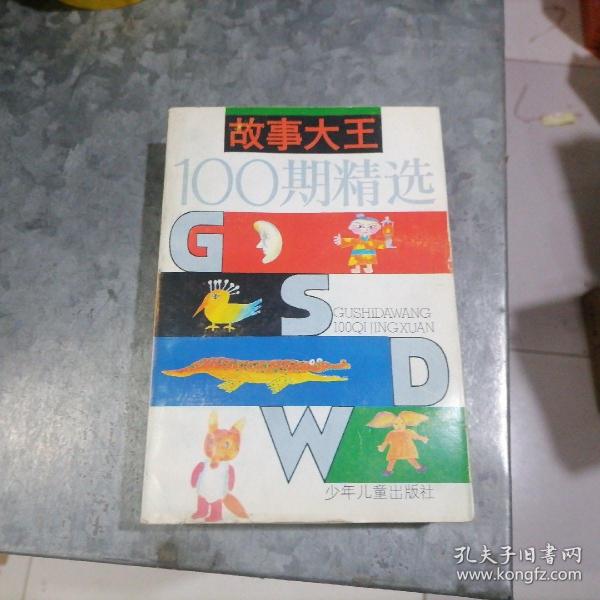 故事大王
100期精选
G
S
GUSHIDAWANG
100QI JINGXUAN
D
W
少年儿童出版社
孔夫子旧书网
www.kongfz.com